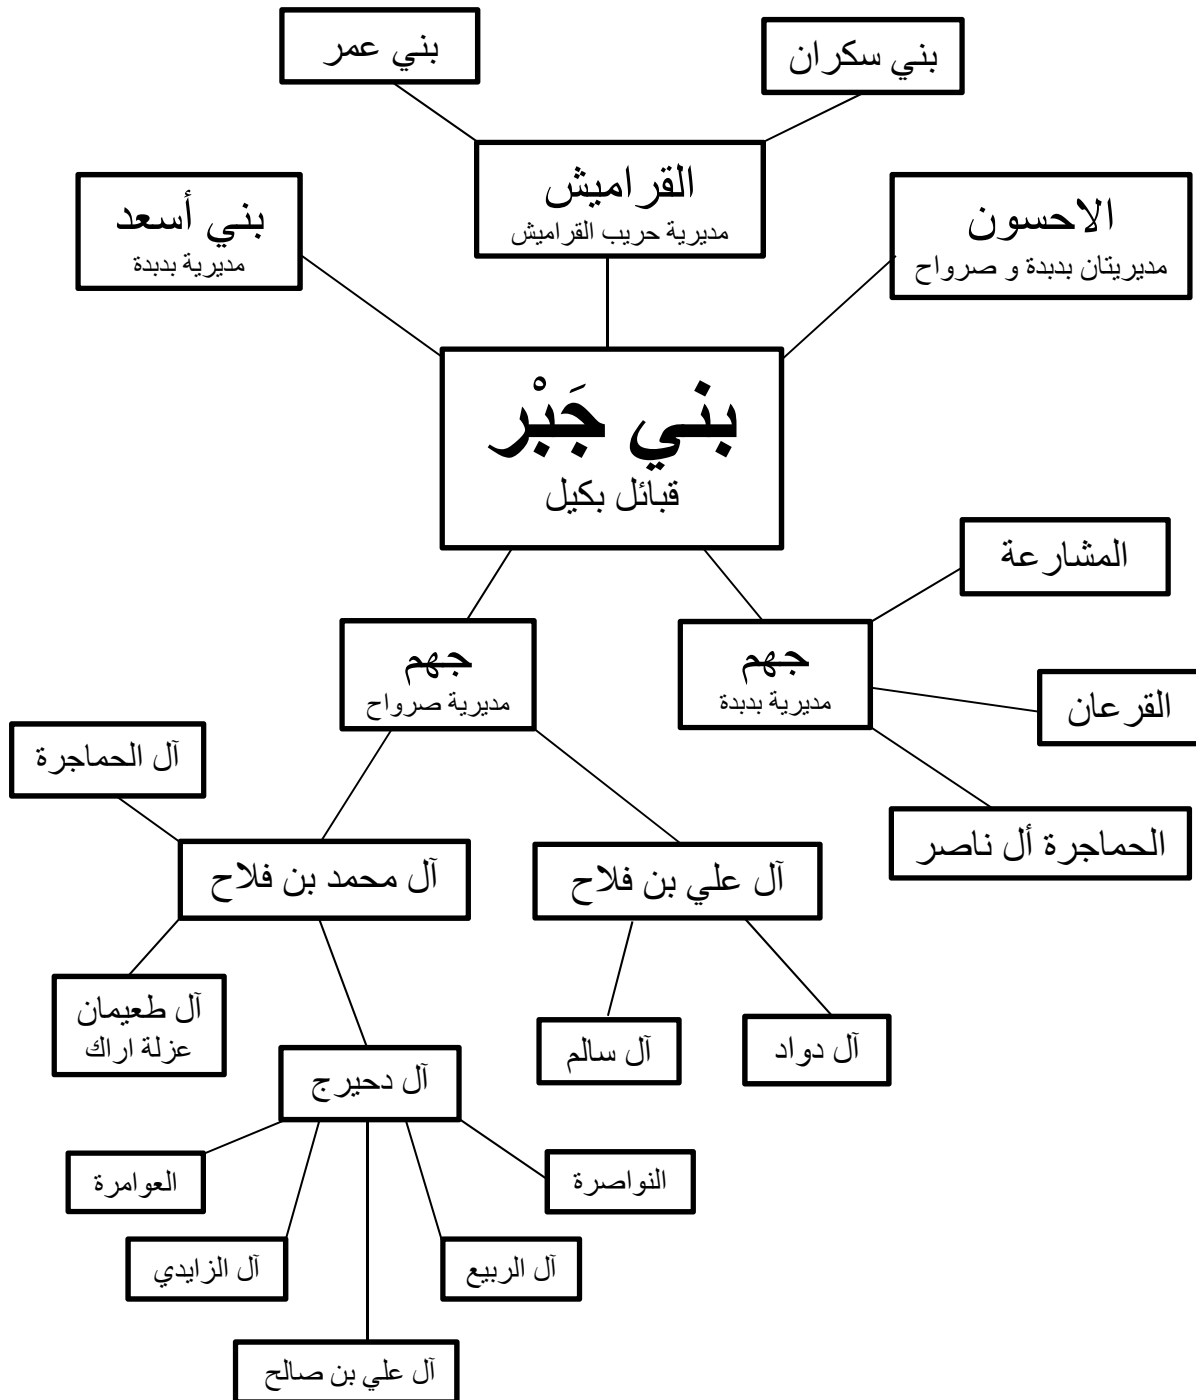 بني عمر
بني سكران
القراميش
مديرية حريب القراميش
الاحسون
مديريتان بدبدة و صرواح
بني أسعد
مديرية بدبدة
بني جَبْر
قبائل بكيل
المشارعة
جهم
مديرية بدبدة
جهم
مديرية صرواح
القرعان
آل الحماجرة
الحماجرة أل ناصر
آل علي بن فلاح
آل محمد بن فلاح
آل طعيمان
عزلة اراك
آل دواد
آل سالم
آل دحيرج
النواصرة
العوامرة
آل الربيع
آل الزايدي
آل علي بن صالح